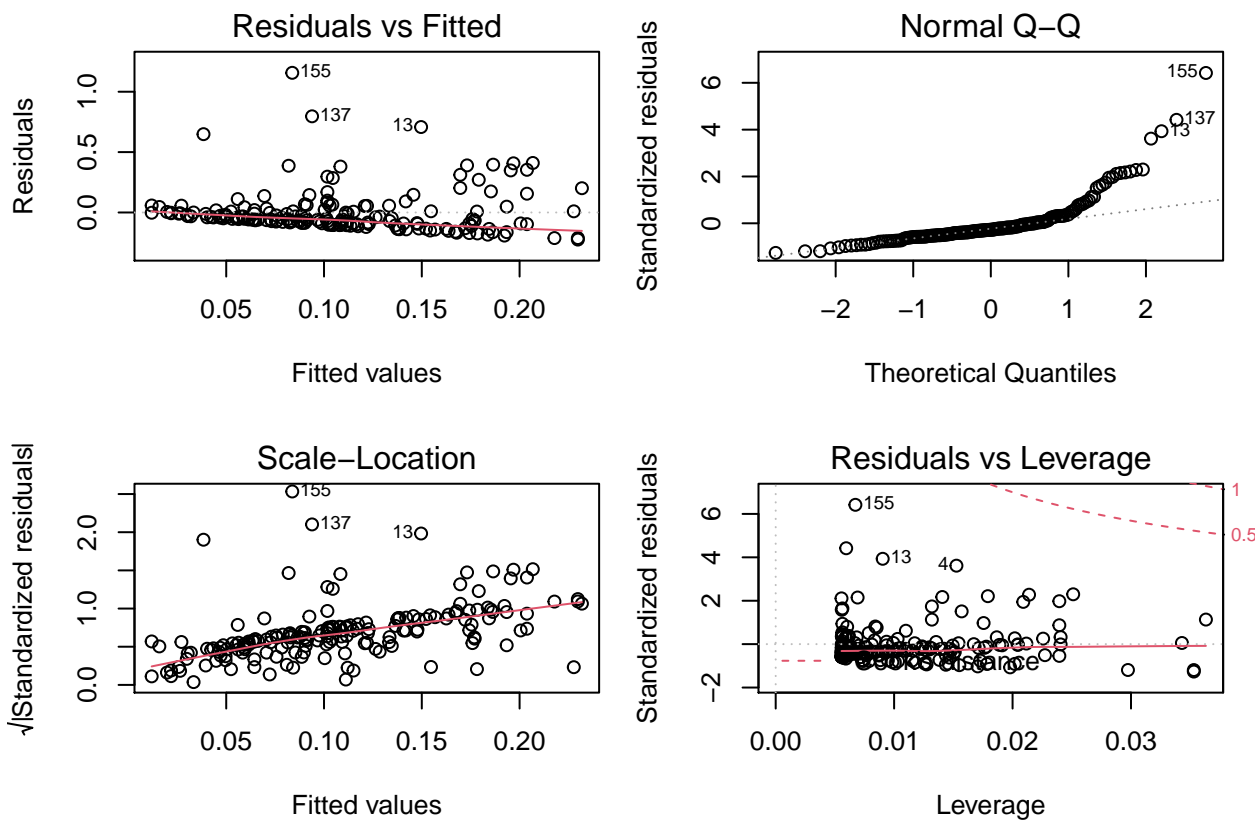 Residuals vs Fitted
Residuals
1.0
0.5
0.0
155
137
13
0.05 0.10 0.15 0.20
Fitted values
Normal Q−Q
Standardized residuals
6
4
2
0
155
137
13
−2 −1 0 1 2
Theoretical Quantiles
Scale−Location
√|Standardized residuals|
2.0
1.0
0.0
155
137
13
0.05 0.10 0.15 0.20
Fitted values
Residuals vs Leverage
Standardized residuals
6
4
2
0
−2
155
13
4
1
0.5
0.00 0.01 0.02 0.03
Leverage